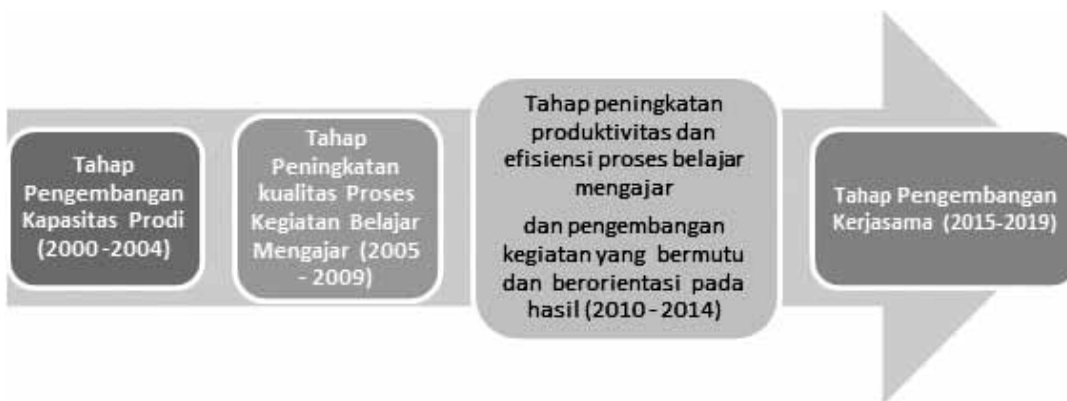 Tahap
Pengembangan
Kapasitas Prodi
(2000 -2004)
Tahap
Peningkatan
kualitas Proses
Kegiatan Belajar
Mengajar (2005
- 2009)
Tahap peningkatan
produktivitas dan
efisiensi proses belajar
mengajar
dan pengembangan
kegiatan yang bermutu
dan berorientasi pada
hasil (2010 - 2014)
Tahap Pengembangan
Kerjasama (2015-2019)